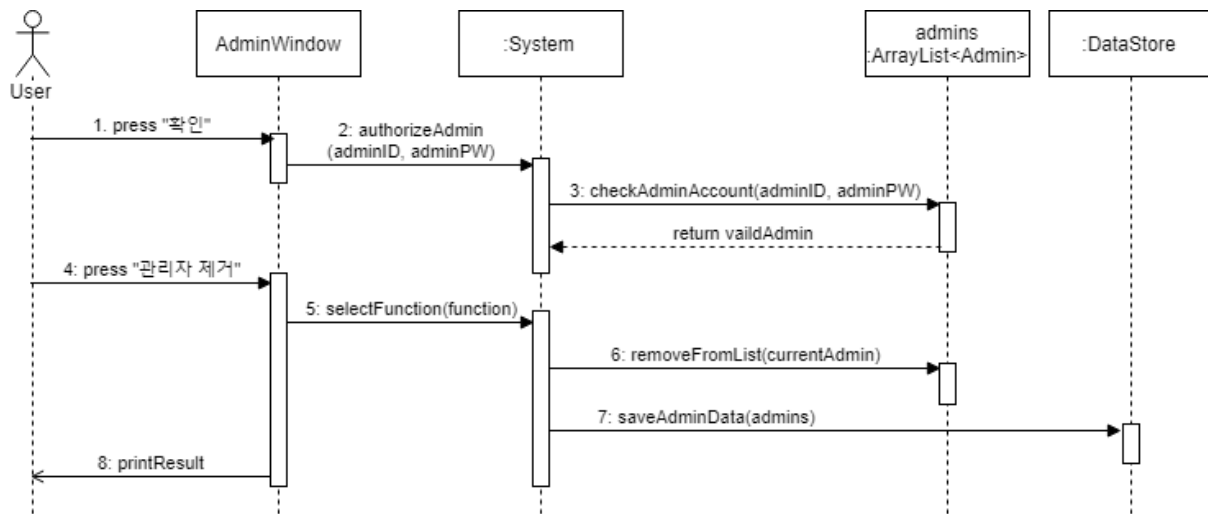 User
AdminWindow
:System
admins
:ArrayList<Admin>
:DataStore
1. press "확인"
2: authorizeAdmin
(adminID, adminPW)
3: checkAdminAccount(adminID, adminPW)
return vaildAdmin
4: press "관리자 제거"
5: selectFunction(function)
6: removeFromList(currentAdmin)
7: saveAdminData(admins)
8: printResult